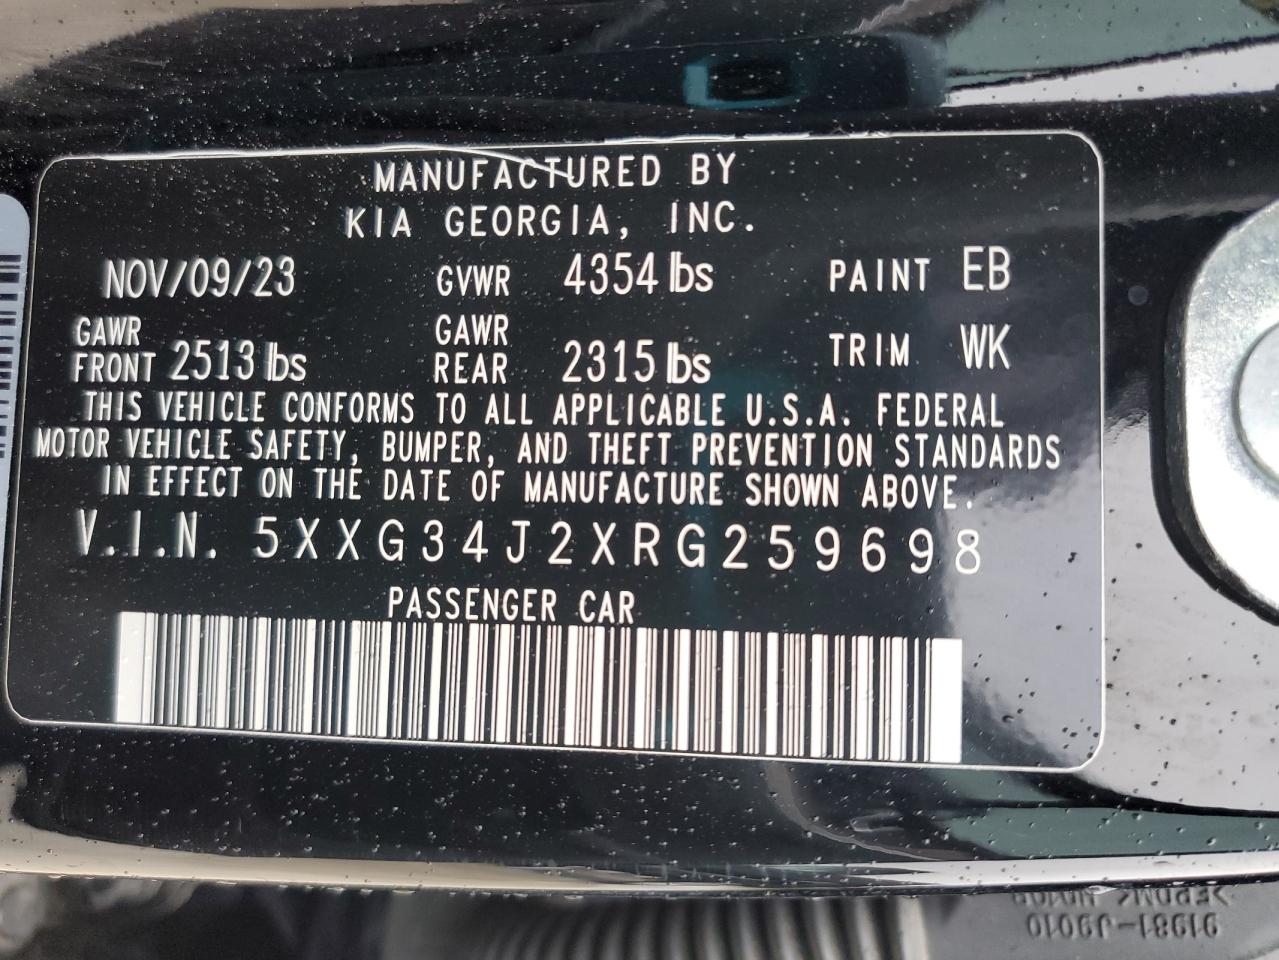 MANUFACTURED BY
KIA GEORGIA, INC.
NOV/09/23 GVWR 4354 lbs PAINT EB
GAWR FRONT 2513 lbs GAWR REAR 2315 lbs TRIM WK
THIS VEHICLE CONFORMS TO ALL APPLICABLE U.S.A. FEDERAL
MOTOR VEHICLE SAFETY, BUMPER, AND THEFT PREVENTION STANDARDS
IN EFFECT ON THE DATE OF MANUFACTURE SHOWN ABOVE.
V.I.N. 5XXG34J2XRG259698
PASSENGER CAR
91981-J9010